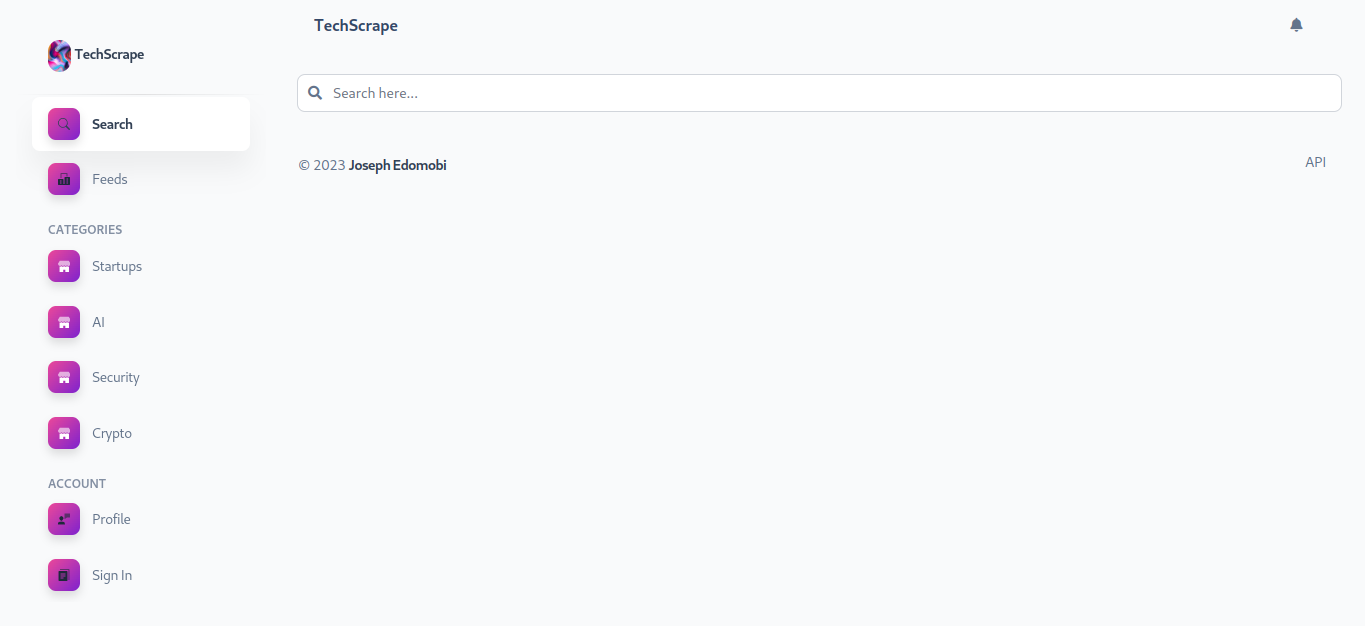 TechScrape
Search
Feeds
CATEGORIES
Startups
AI
Security
Crypto
ACCOUNT
Profile
Sign In
TechScrape
Search here...
© 2023 Joseph Edomobi
API